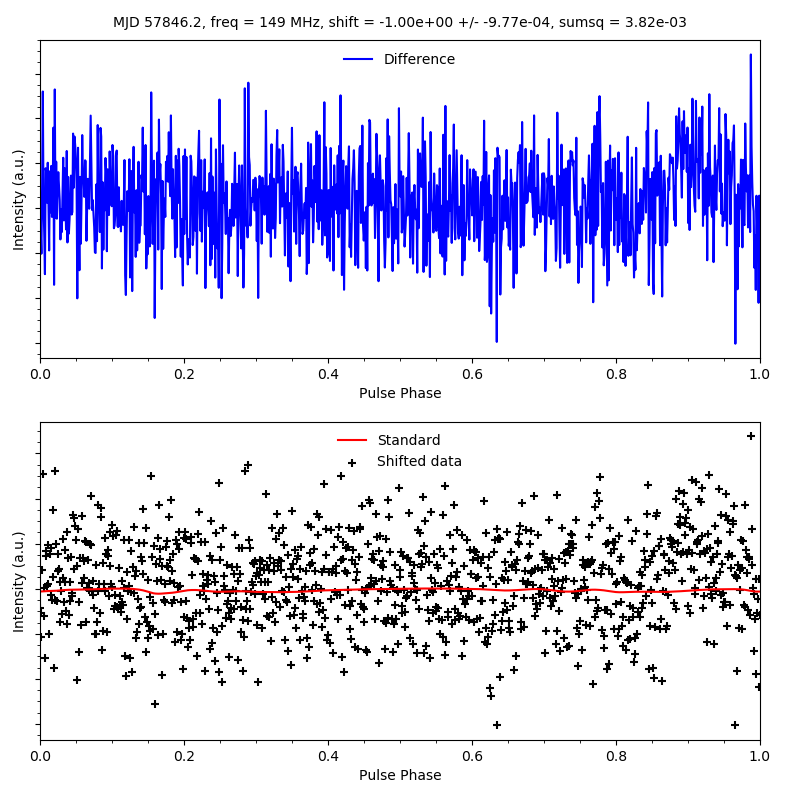 MJD 57846.2, freq = 149 MHz, shift = -1.00e+00 +/- -9.77e-04, sumsq = 3.82e-03
Difference
Intensity (a.u.)
0.0 0.2 0.4 0.6 0.8 1.0
Pulse Phase
Standard
Shifted data
Intensity (a.u.)
0.0 0.2 0.4 0.6 0.8 1.0
Pulse Phase